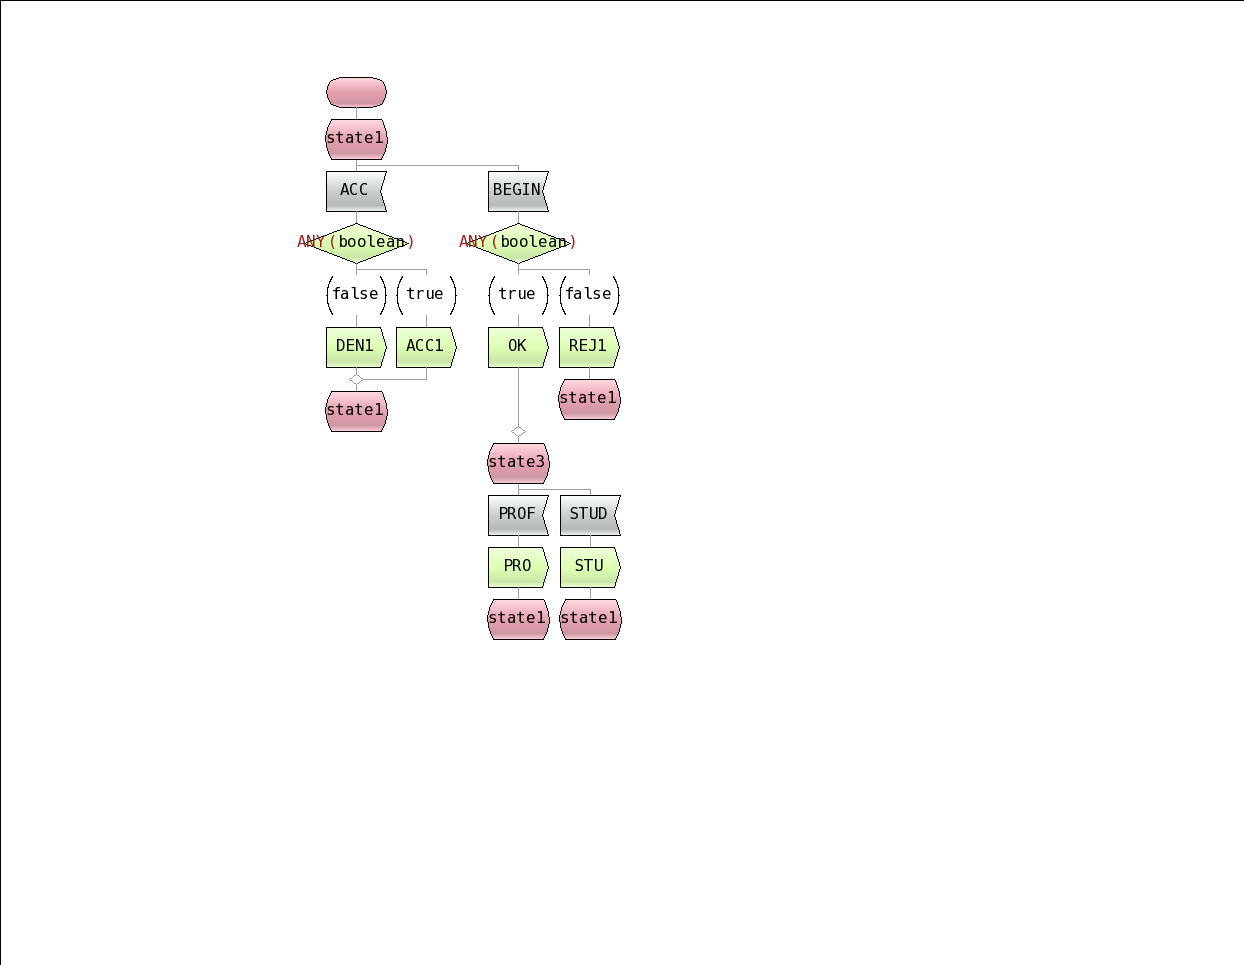 state1
ACC BEGIN
ANY(boolean) ANY(boolean)
(false) (true) (true) (false)
DEN1 ACC1 OK REJ1
state1
state1
state3
PROF STUD
PRO STU
state1 state1